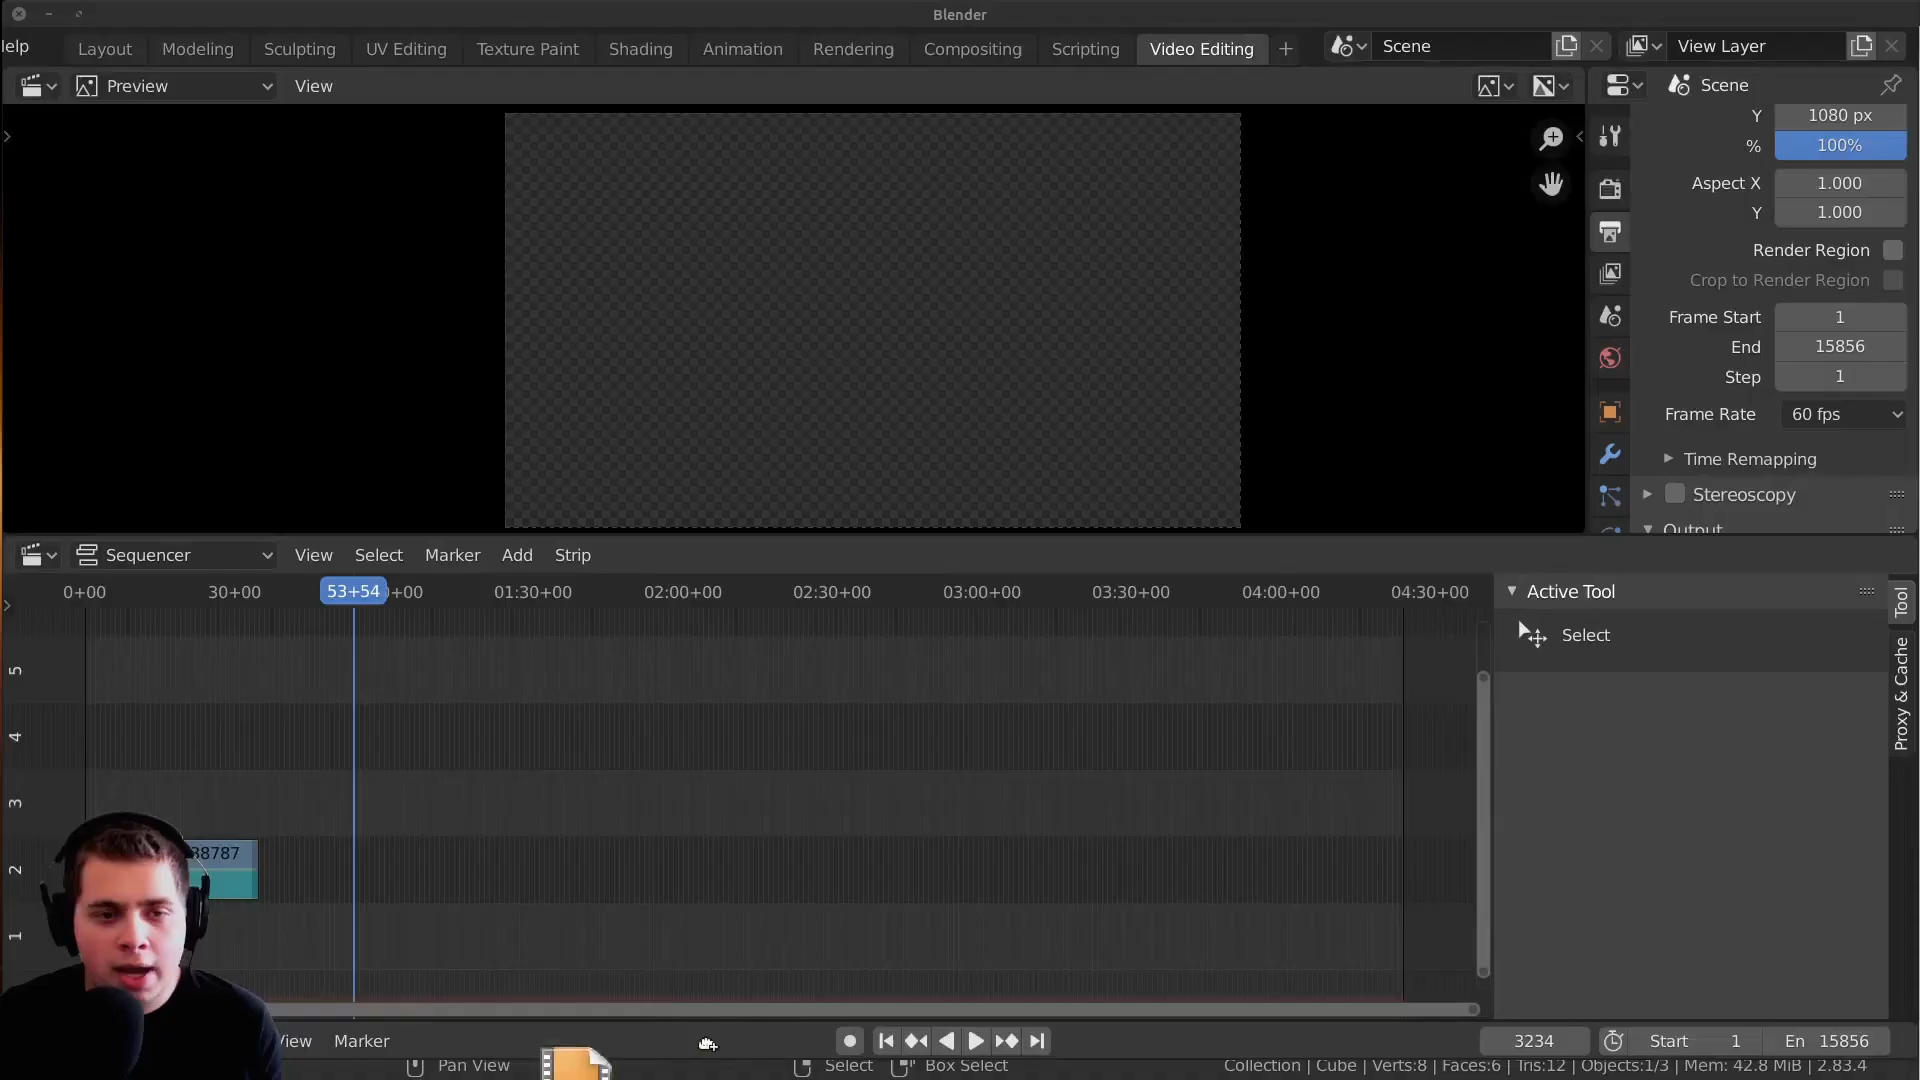 Blender
elp
Layout
Modeling
Sculpting
UV Editing
Texture Paint
Shading
Animation
Rendering
Compositing
Scripting
Video Editing
Scene
View Layer
Preview
View
Scene
Y 1080 px
% 100%
Aspect X 1.000
Y 1.000
Render Region
Crop to Render Region
Frame Start 1
End 15856
Step 1
Frame Rate 60 fps
Time Remapping
Stereoscopy
Output
Sequencer
View
Select
Marker
Add
Strip
0+00
30+00
53+54
0+00
01:30+00
02:00+00
02:30+00
03:00+00
03:30+00
04:00+00
04:30+00
Active Tool
Select
Tool
Proxy & Cache
5
4
3
2
1
38787
View
Marker
3234
Start 1
En 15856
Pan View
Select
Box Select
Collection | Cube | Verts:8 | Faces:6 | Tris:12 | Objects:1/3 | Mem: 42.8 MiB | 2.83.4